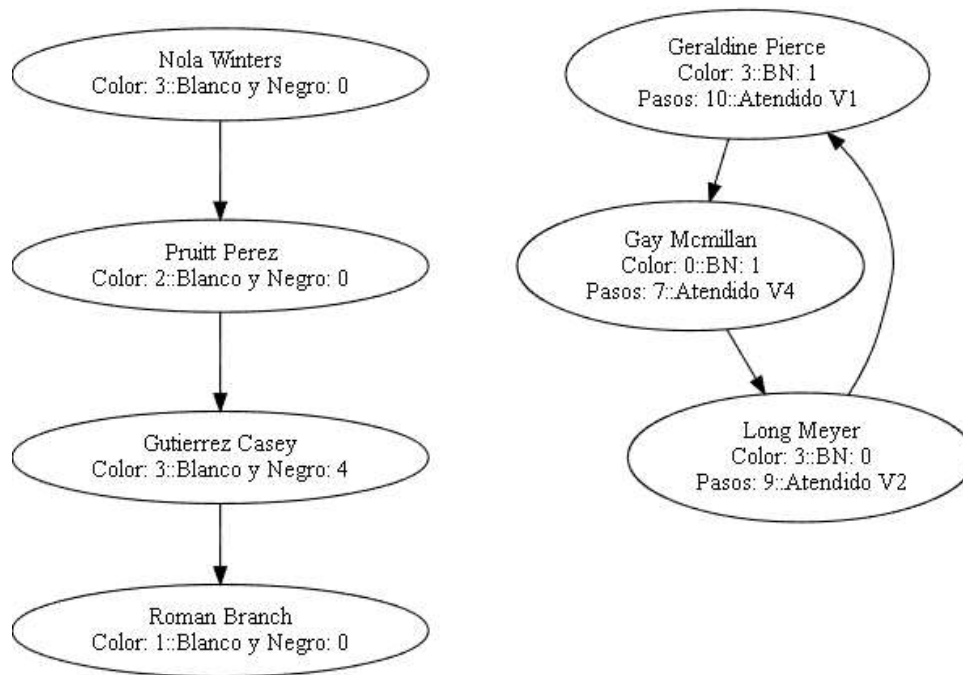 Nola Winters
Color: 3::Blanco y Negro: 0
Pruitt Perez
Color: 2::Blanco y Negro: 0
Gutierrez Casey
Color: 3::Blanco y Negro: 4
Roman Branch
Color: 1::Blanco y Negro: 0
Geraldine Pierce
Color: 3::BN: 1
Pasos: 10::Atendido V1
Gay Mcmillan
Color: 0::BN: 1
Pasos: 7::Atendido V4
Long Meyer
Color: 3::BN: 0
Pasos: 9::Atendido V2